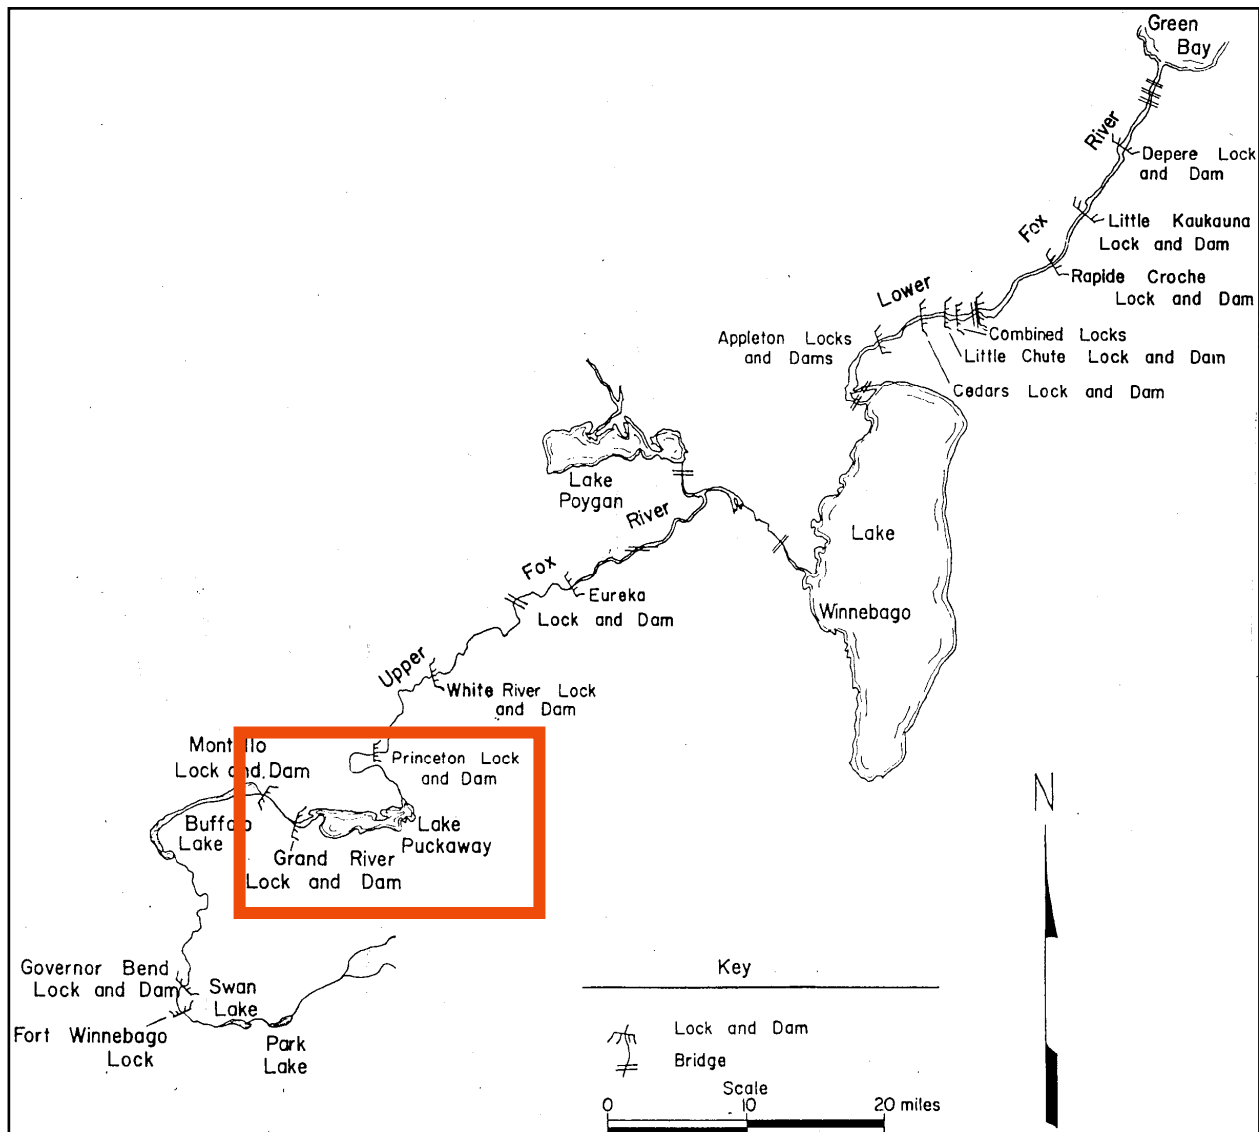 Green
Bay
River
Depere Lock
and Dam
Fox
Little Kaukauna
Lock and Dam
Rapide Croche
Lock and Dam
Lower
Combined Locks
Appleton Locks
and Dams
Little Chute Lock and Dam
Cedars Lock and Dam
Lake
Poygan
River
Lake
Winnebago
Fox
Eureka
Lock and Dam
Upper
White River Lock
and Dam
Princeton Lock
and Dam
Lock and Dam
Lake
Puckaway
Lake
Grand River
Lock and Dam
Governor Bend
Lock and Dam
Swan
Lake
Fort Winnebago
Lock
Park
Lake
N
Key
Lock and Dam
Bridge
Scale
0 10 20 miles